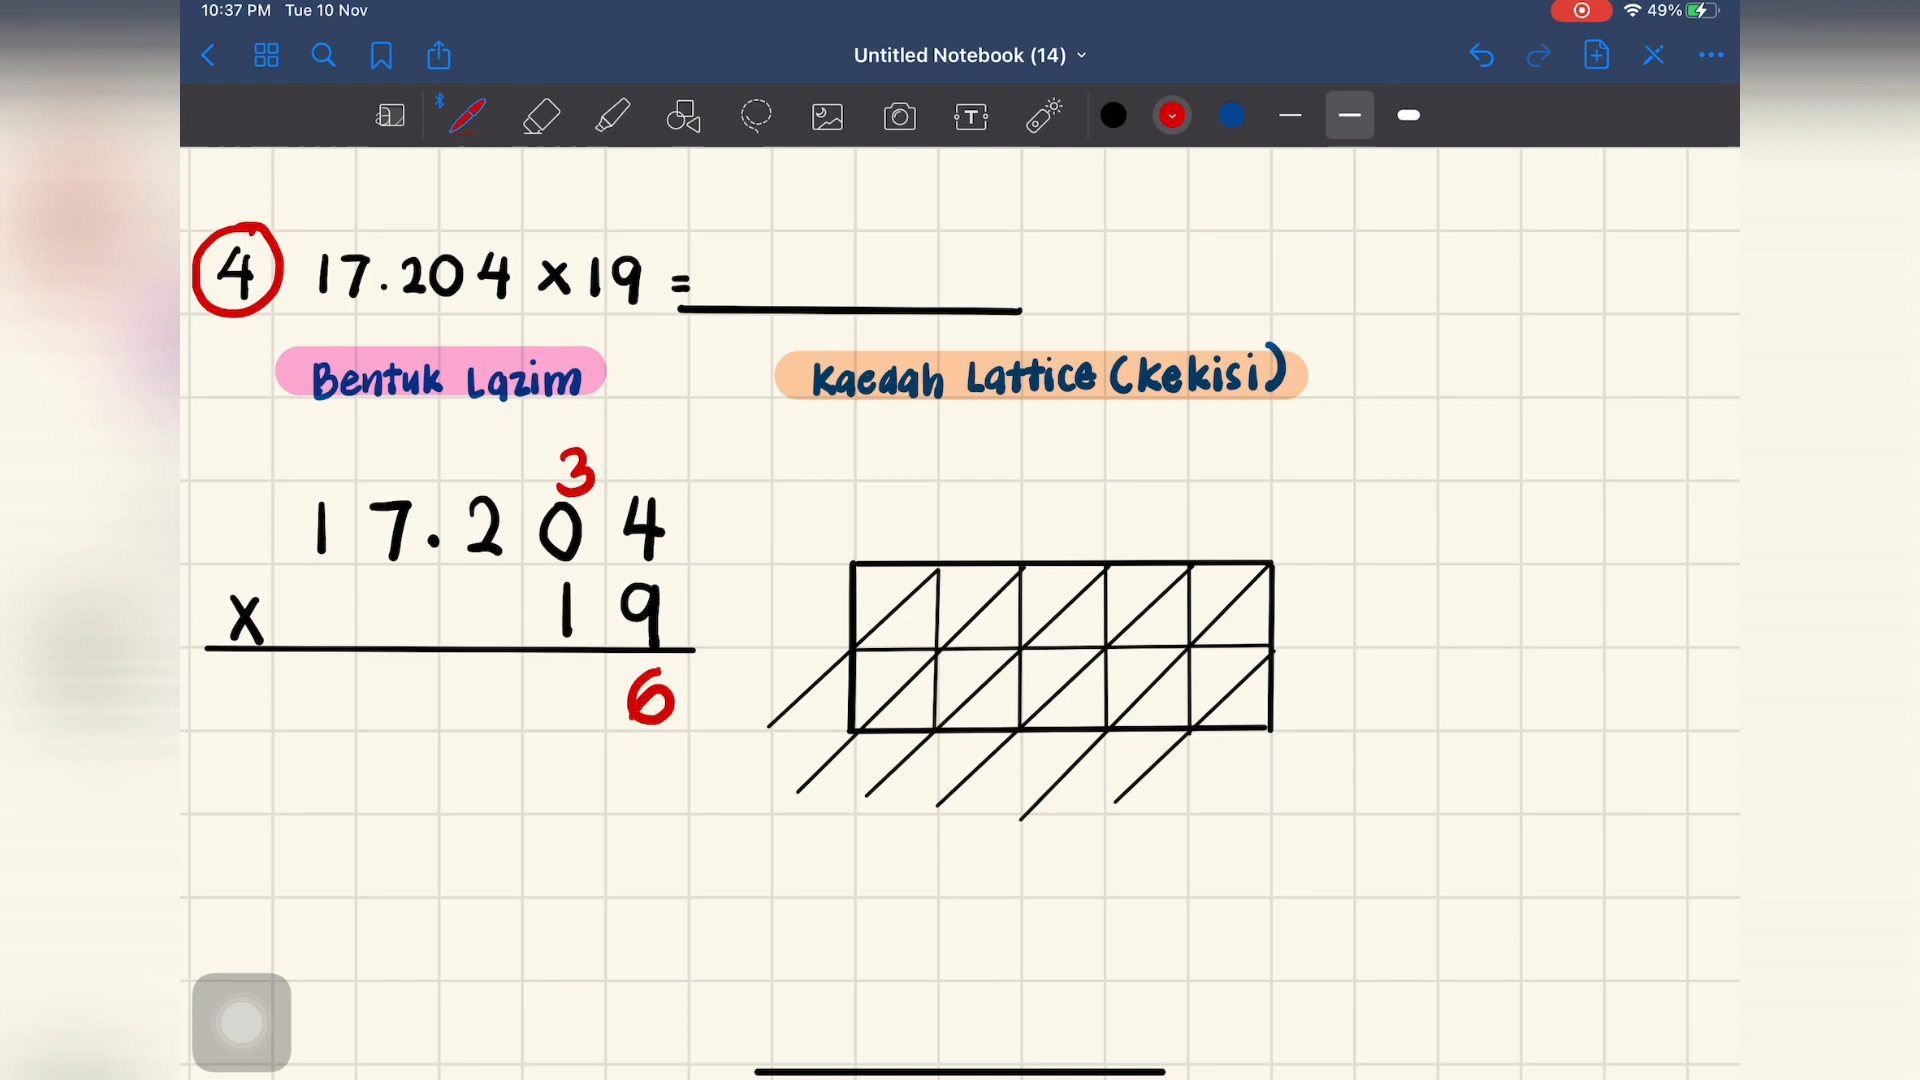 10:37 PM Tue 10 Nov
49%
Untitled Notebook (14)
T
4 17.204 x 19 =
Bentuk Lazim
Kaedah Lattice (Kekisi)
3
17.204
x 19
6